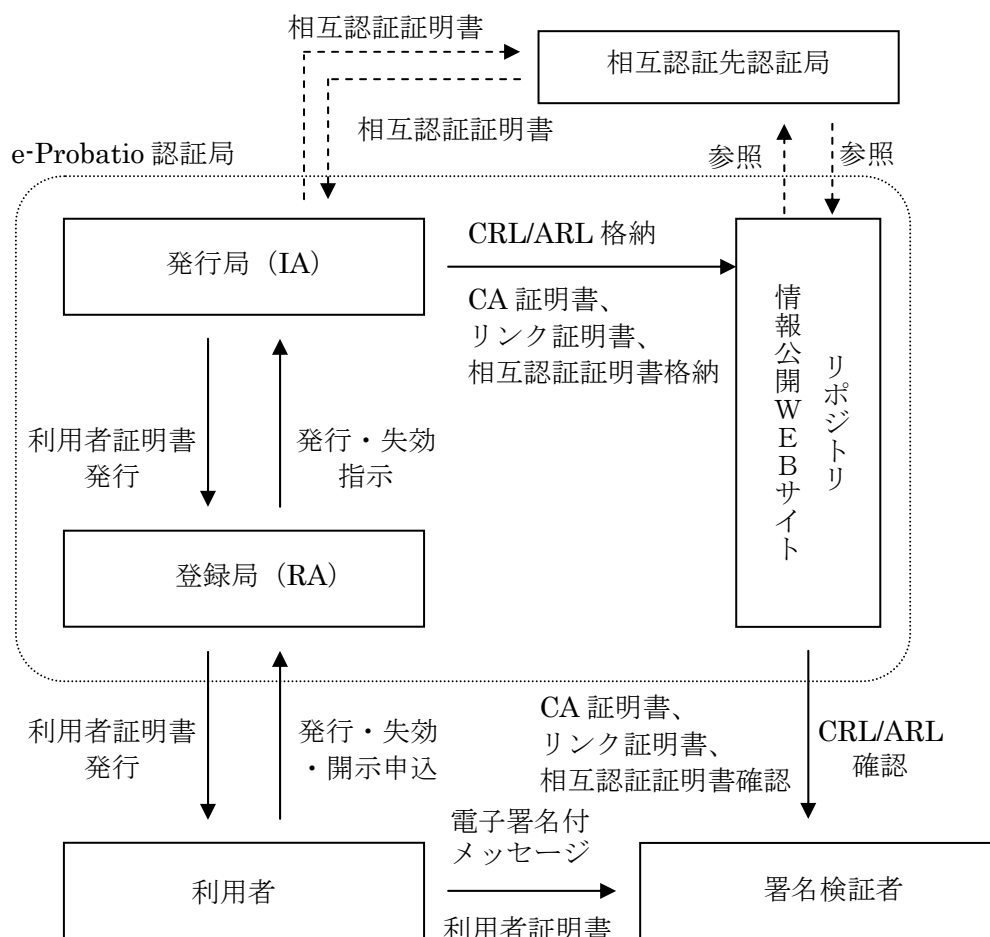 相互認証証明書
相互認証先認証局
相互認証証明書
e-Probatio 認証局
参照
参照
発行局（IA）
CRL/ARL 格納
CA 証明書、
リンク証明書、
相互認証証明書格納
リポジトリ
情報公開ＷＥＢサイト
利用者証明書
発行
発行・失効
指示
登録局（RA）
利用者証明書
発行
発行・失効
・開示申込
CA 証明書、
リンク証明書、
相互認証証明書確認
CRL/ARL
確認
電子署名付
メッセージ
利用者
署名検証者
利用者証明書